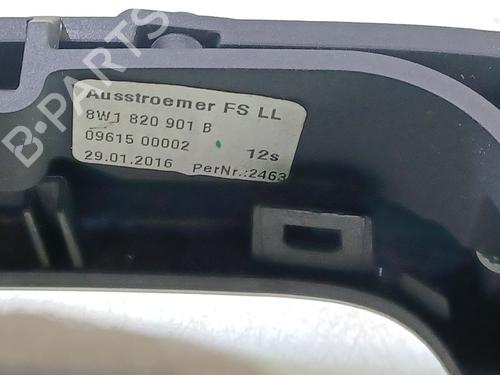 Ausstroemer FS LL
8W1 820 901 B
09615 00002 12s
29.01.2016 PerNr.:2463
B-PARTS